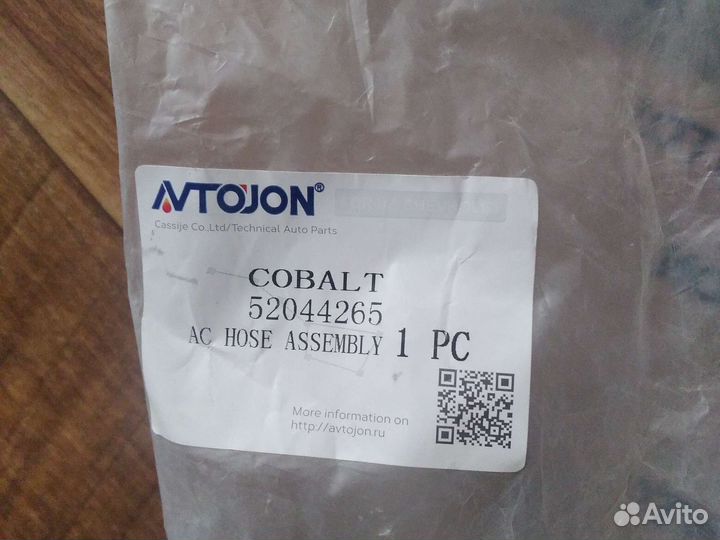 AVTOJON®
Cassije Co.,Ltd/Technical Auto Parts
COBALT
52044265
AC HOSE ASSEMBLY 1 PC
More information on
http://avtojon.ru
Avito